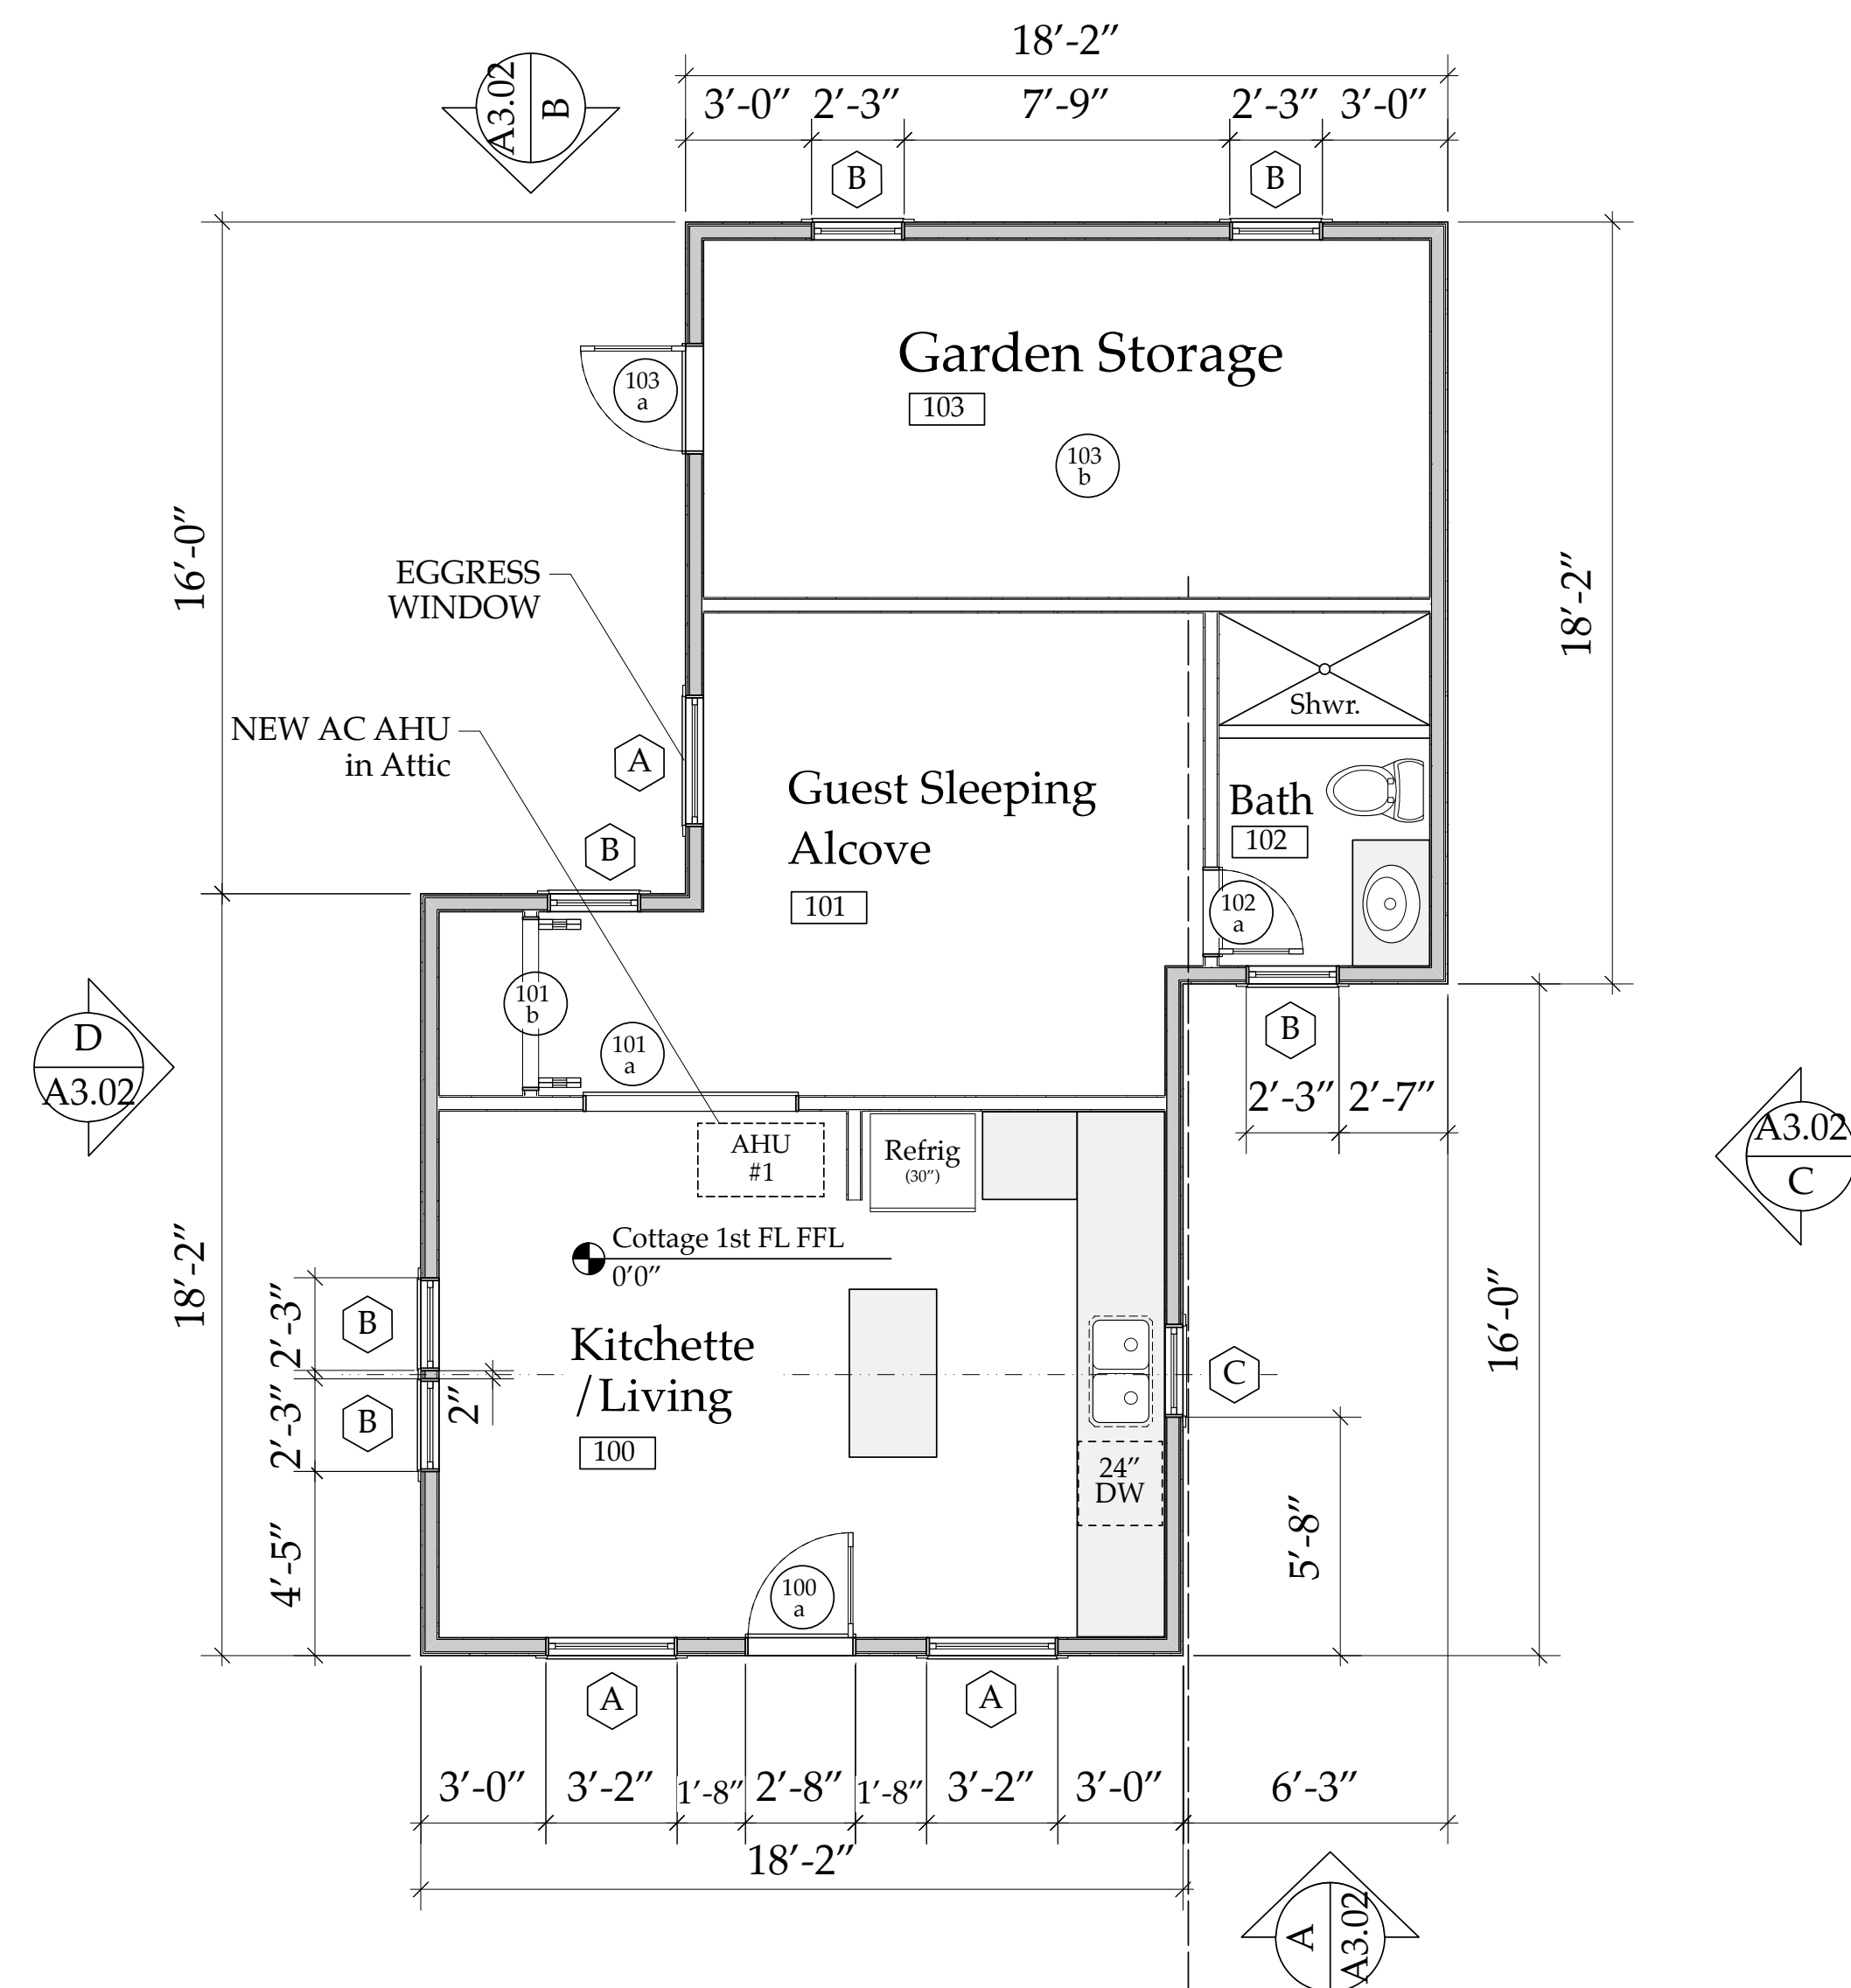 18′-2″
3′-0″ 2′-3″ 7′-9″ 2′-3″ 3′-0″
A3.02
B
B
B
Garden Storage
103
103
a
103
b
16′-0″
18′-2″
EGGRESS
WINDOW
NEW AC AHU
in Attic
A
B
Shwr.
Guest Sleeping
Alcove
101
Bath
102
102
a
101
b
101
a
B
2′-3″ 2′-7″
D
A3.02
A3.02
C
AHU
#1
Refrig
(30″)
Cottage 1st FL FFL
0′0″
18′-2″
2′-3″
B
2′-3″
B
2″
Kitchette
/Living
100
C
16′-0″
24″
DW
5′-8″
4′-5″
100
a
A
A
3′-0″ 3′-2″ 1′-8″ 2′-8″ 1′-8″ 3′-2″ 3′-0″ 6′-3″
18′-2″
A
A3.02